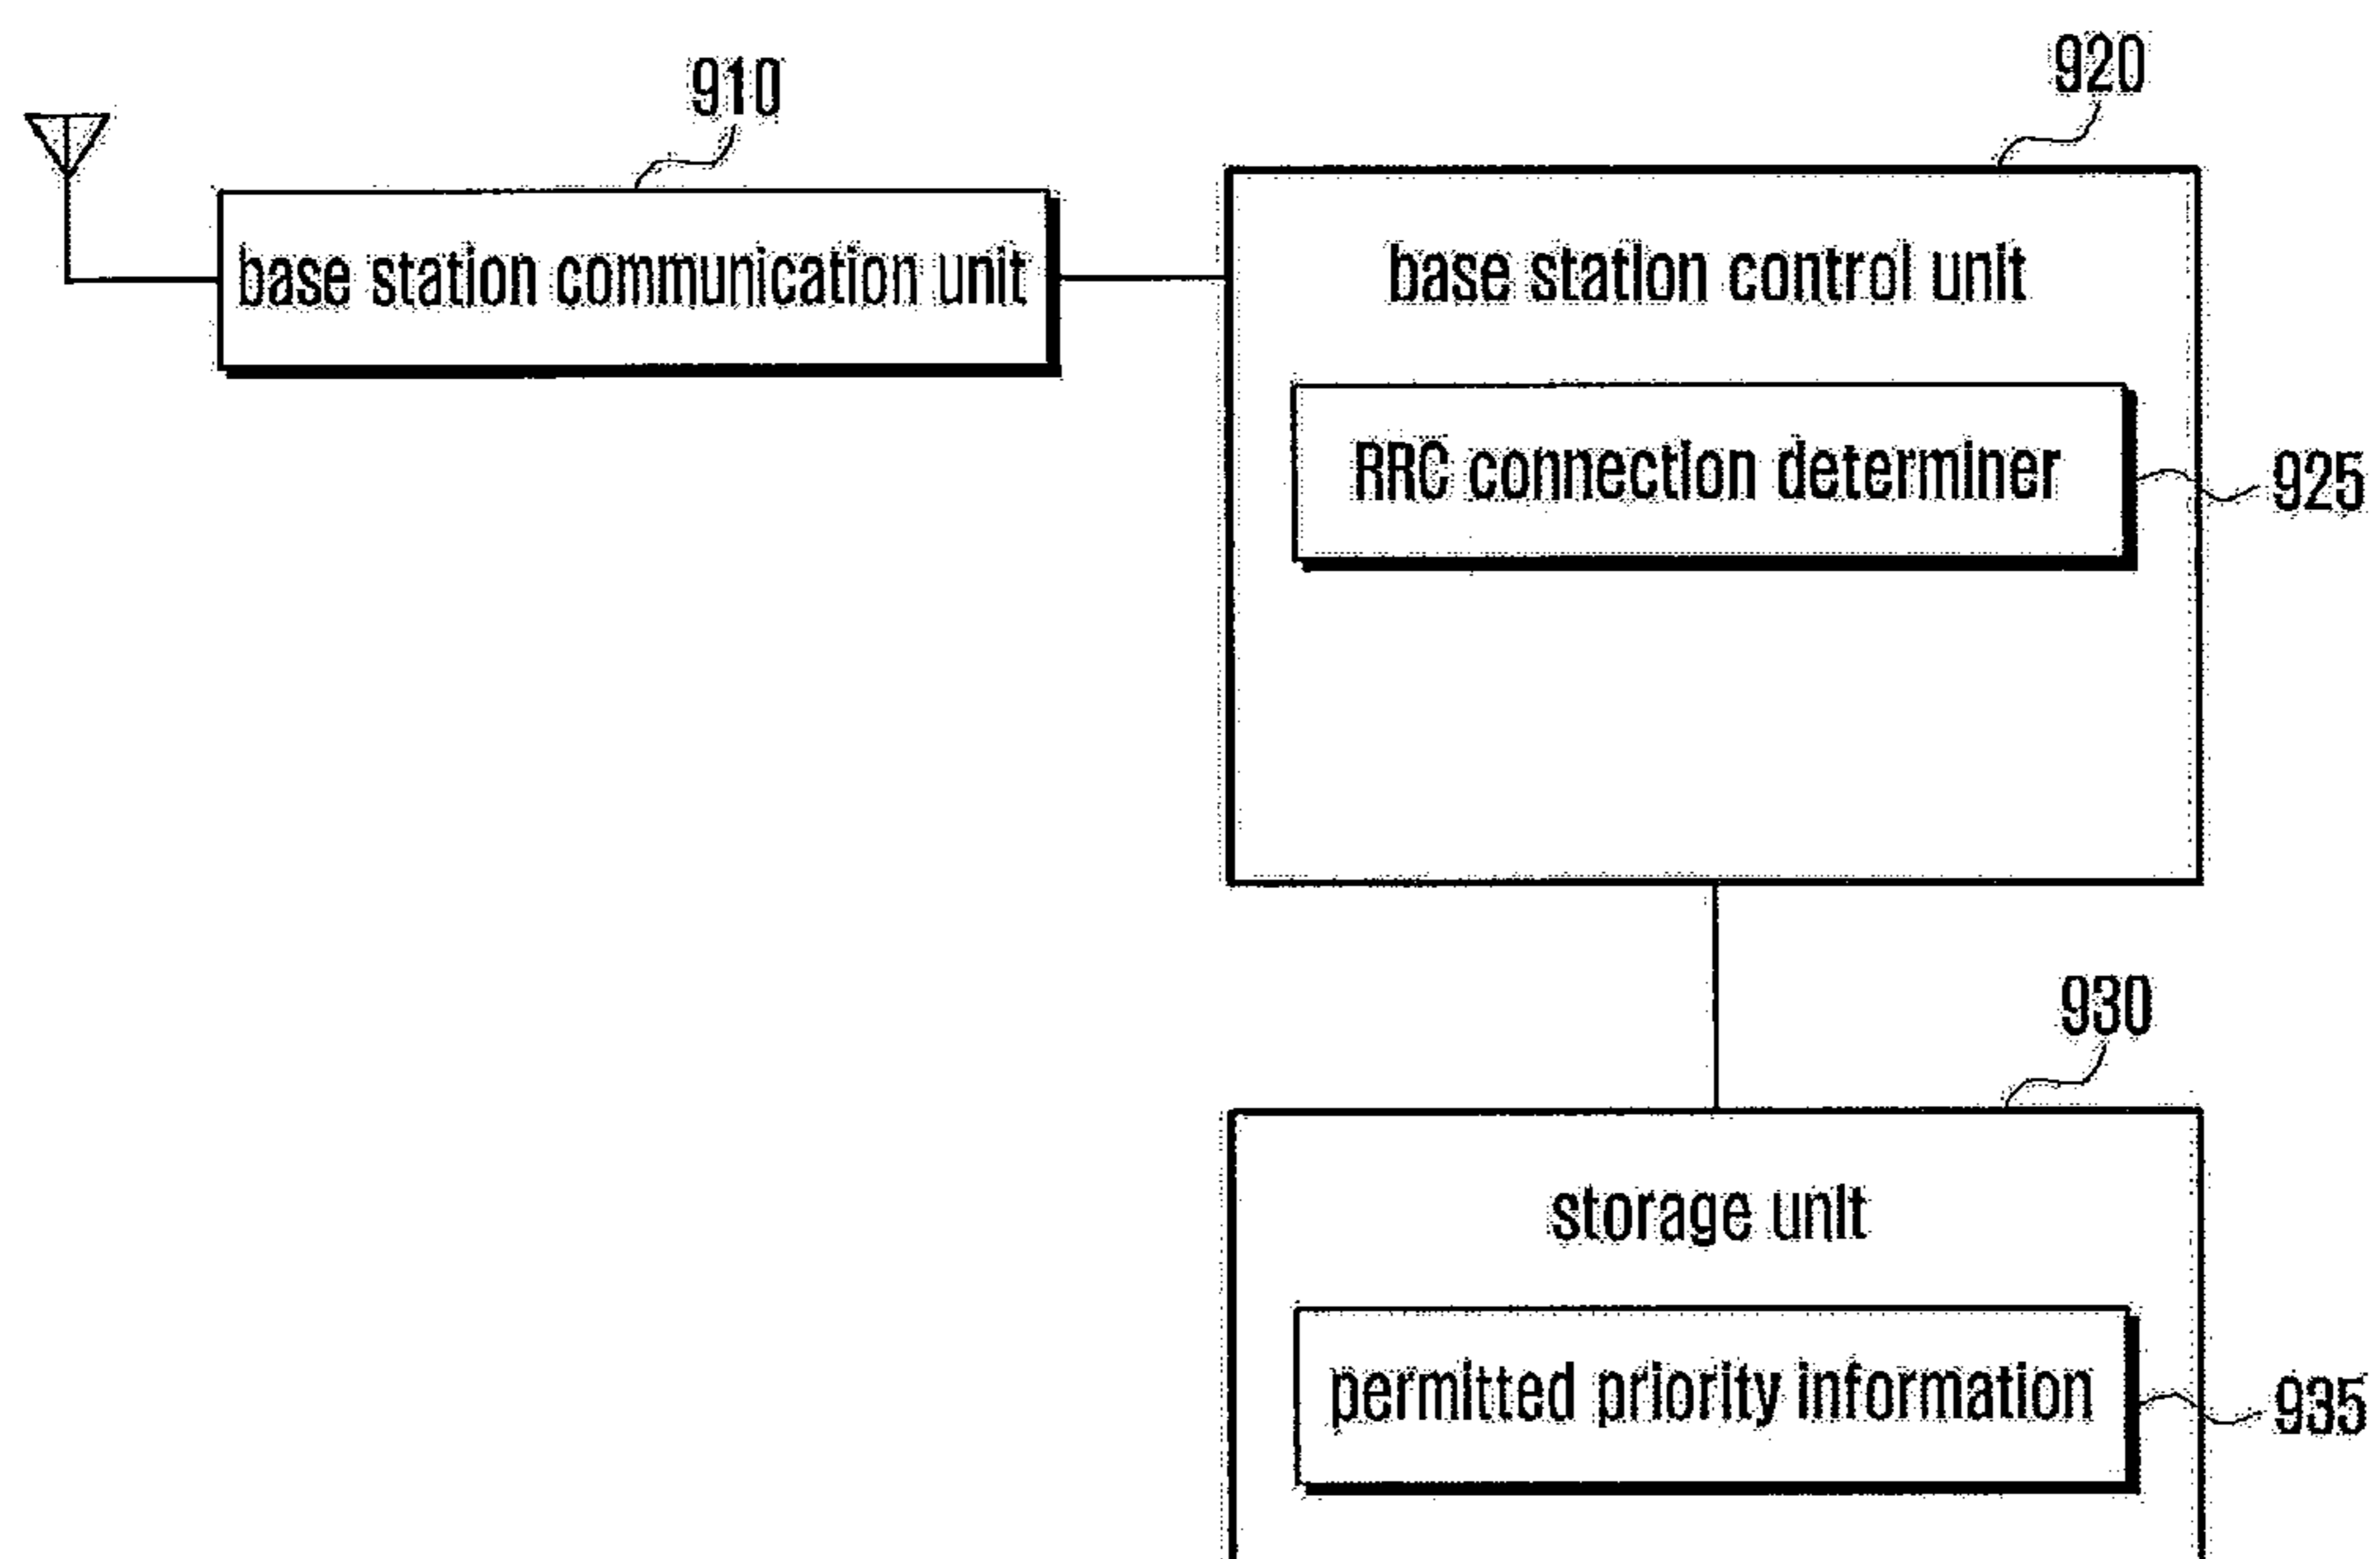 910
920
base station communication unit
base station control unit
RRC connection determiner
925
930
storage unit
permitted priority information
935